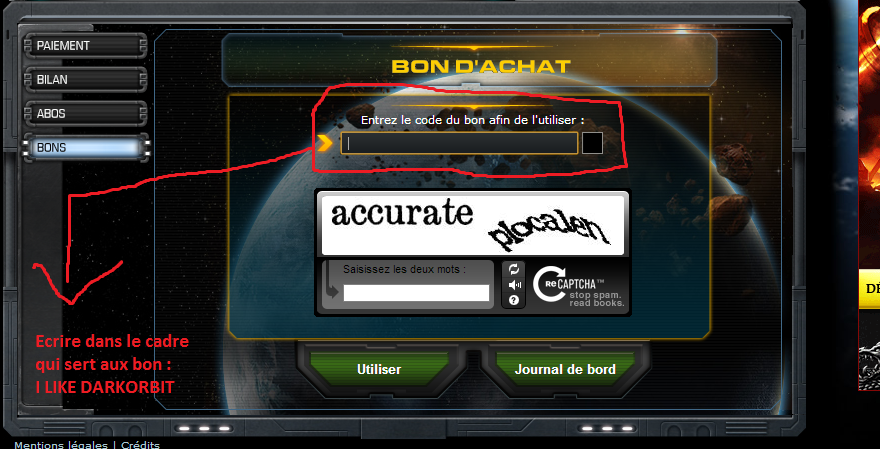 PAIEMENT
BILAN
ABOS
BONS
BON D'ACHAT
Entrez le code du bon afin de l'utiliser :
accurate plocalen
Saisissez les deux mots :
reCAPTCHA™
stop spam.
read books.
Ecrire dans le cadre
qui sert aux bon :
I LIKE DARKORBIT
Utiliser
Journal de bord
DÉ
Mentions légales | Crédits